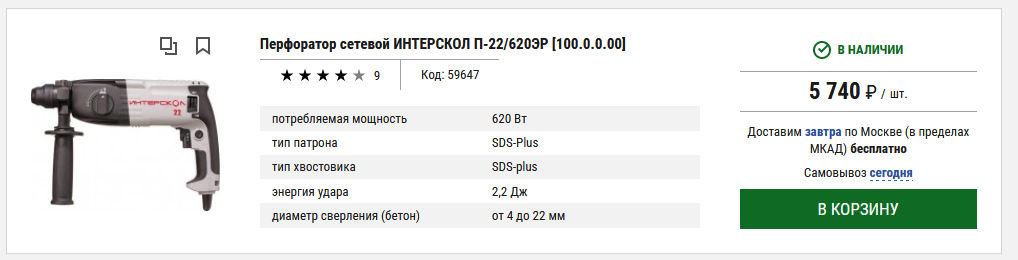 Перфоратор сетевой ИНТЕРСКОЛ П-22/620ЭР [100.0.0.00]
9
Код: 59647
ИНТЕРСКОЛ
22
потребляемая мощность 620 Вт
тип патрона SDS-Plus
тип хвостовика SDS-plus
энергия удара 2,2 Дж
диаметр сверления (бетон) от 4 до 22 мм
В НАЛИЧИИ
5 740 ₽ / шт.
Доставим завтра по Москве (в пределах
МКАД) бесплатно
Самовывоз сегодня
В КОРЗИНУ